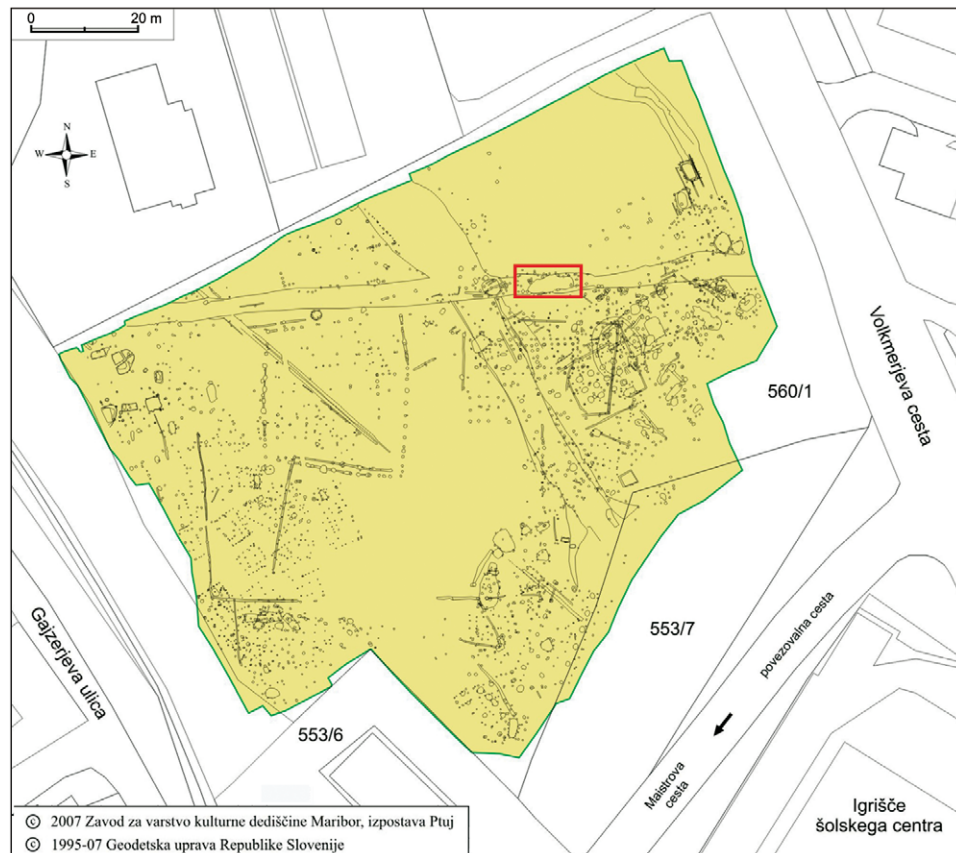 0 20 m
N
W E
S
560/1
Volkmerjeva cesta
553/7
povezovalna cesta
Gajzerjeva ulica
553/6
Maistrova
cesta
Igrišče
šolskega centra
© 2007 Zavod za varstvo kulturne dediščine Maribor, izpostava Ptuj
© 1995-07 Geodetska uprava Republike Slovenije